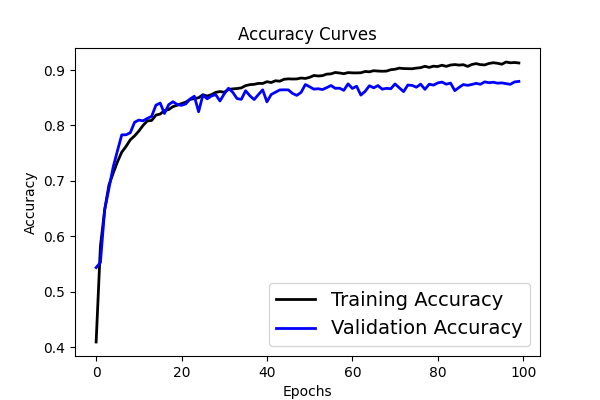 Accuracy Curves
0.9
0.8
0.7
0.6
0.5
0.4
Accuracy
Training Accuracy
Validation Accuracy
0 20 40 60 80 100
Epochs